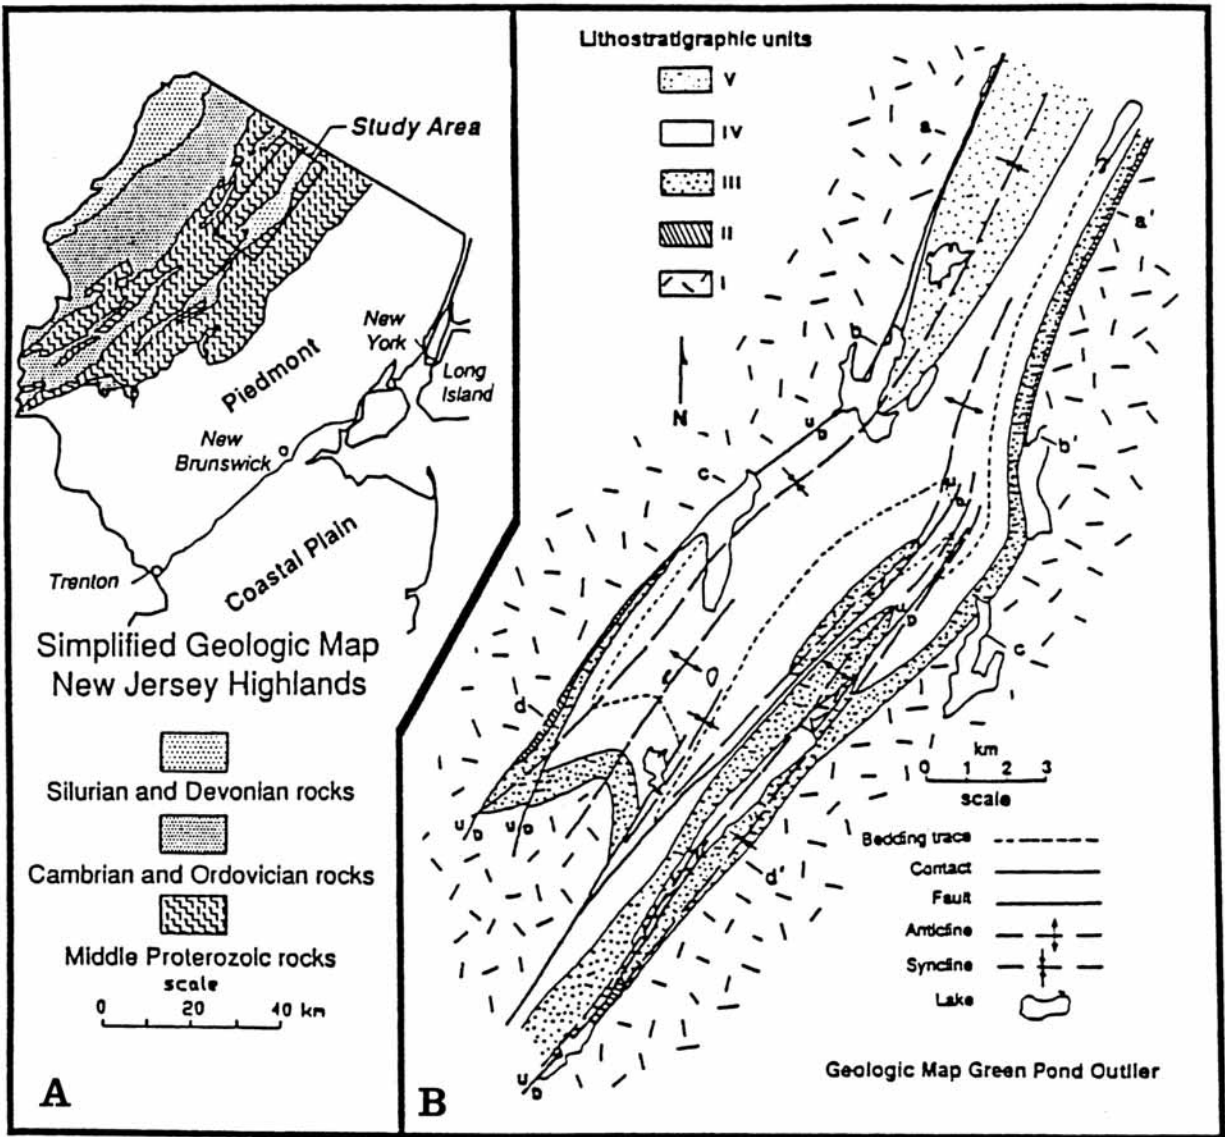 Study Area
New
York
Long
Island
Piedmont
New
Brunswick
Coastal Plain
Trenton
Simplified Geologic Map
New Jersey Highlands
Silurian and Devonian rocks
Cambrian and Ordovician rocks
Middle Proterozoic rocks
scale
0 20 40 km
A
Lithostratigraphic units
V
IV
III
II
I
N
a
a'
b
b'
c
c
d
d'
U
D
U
D
U
D
U
D
U
D
U
D
km
0 1 2 3
scale
Bedding trace
Contact
Fault
Anticline
Syncline
Lake
Geologic Map Green Pond Outlier
B